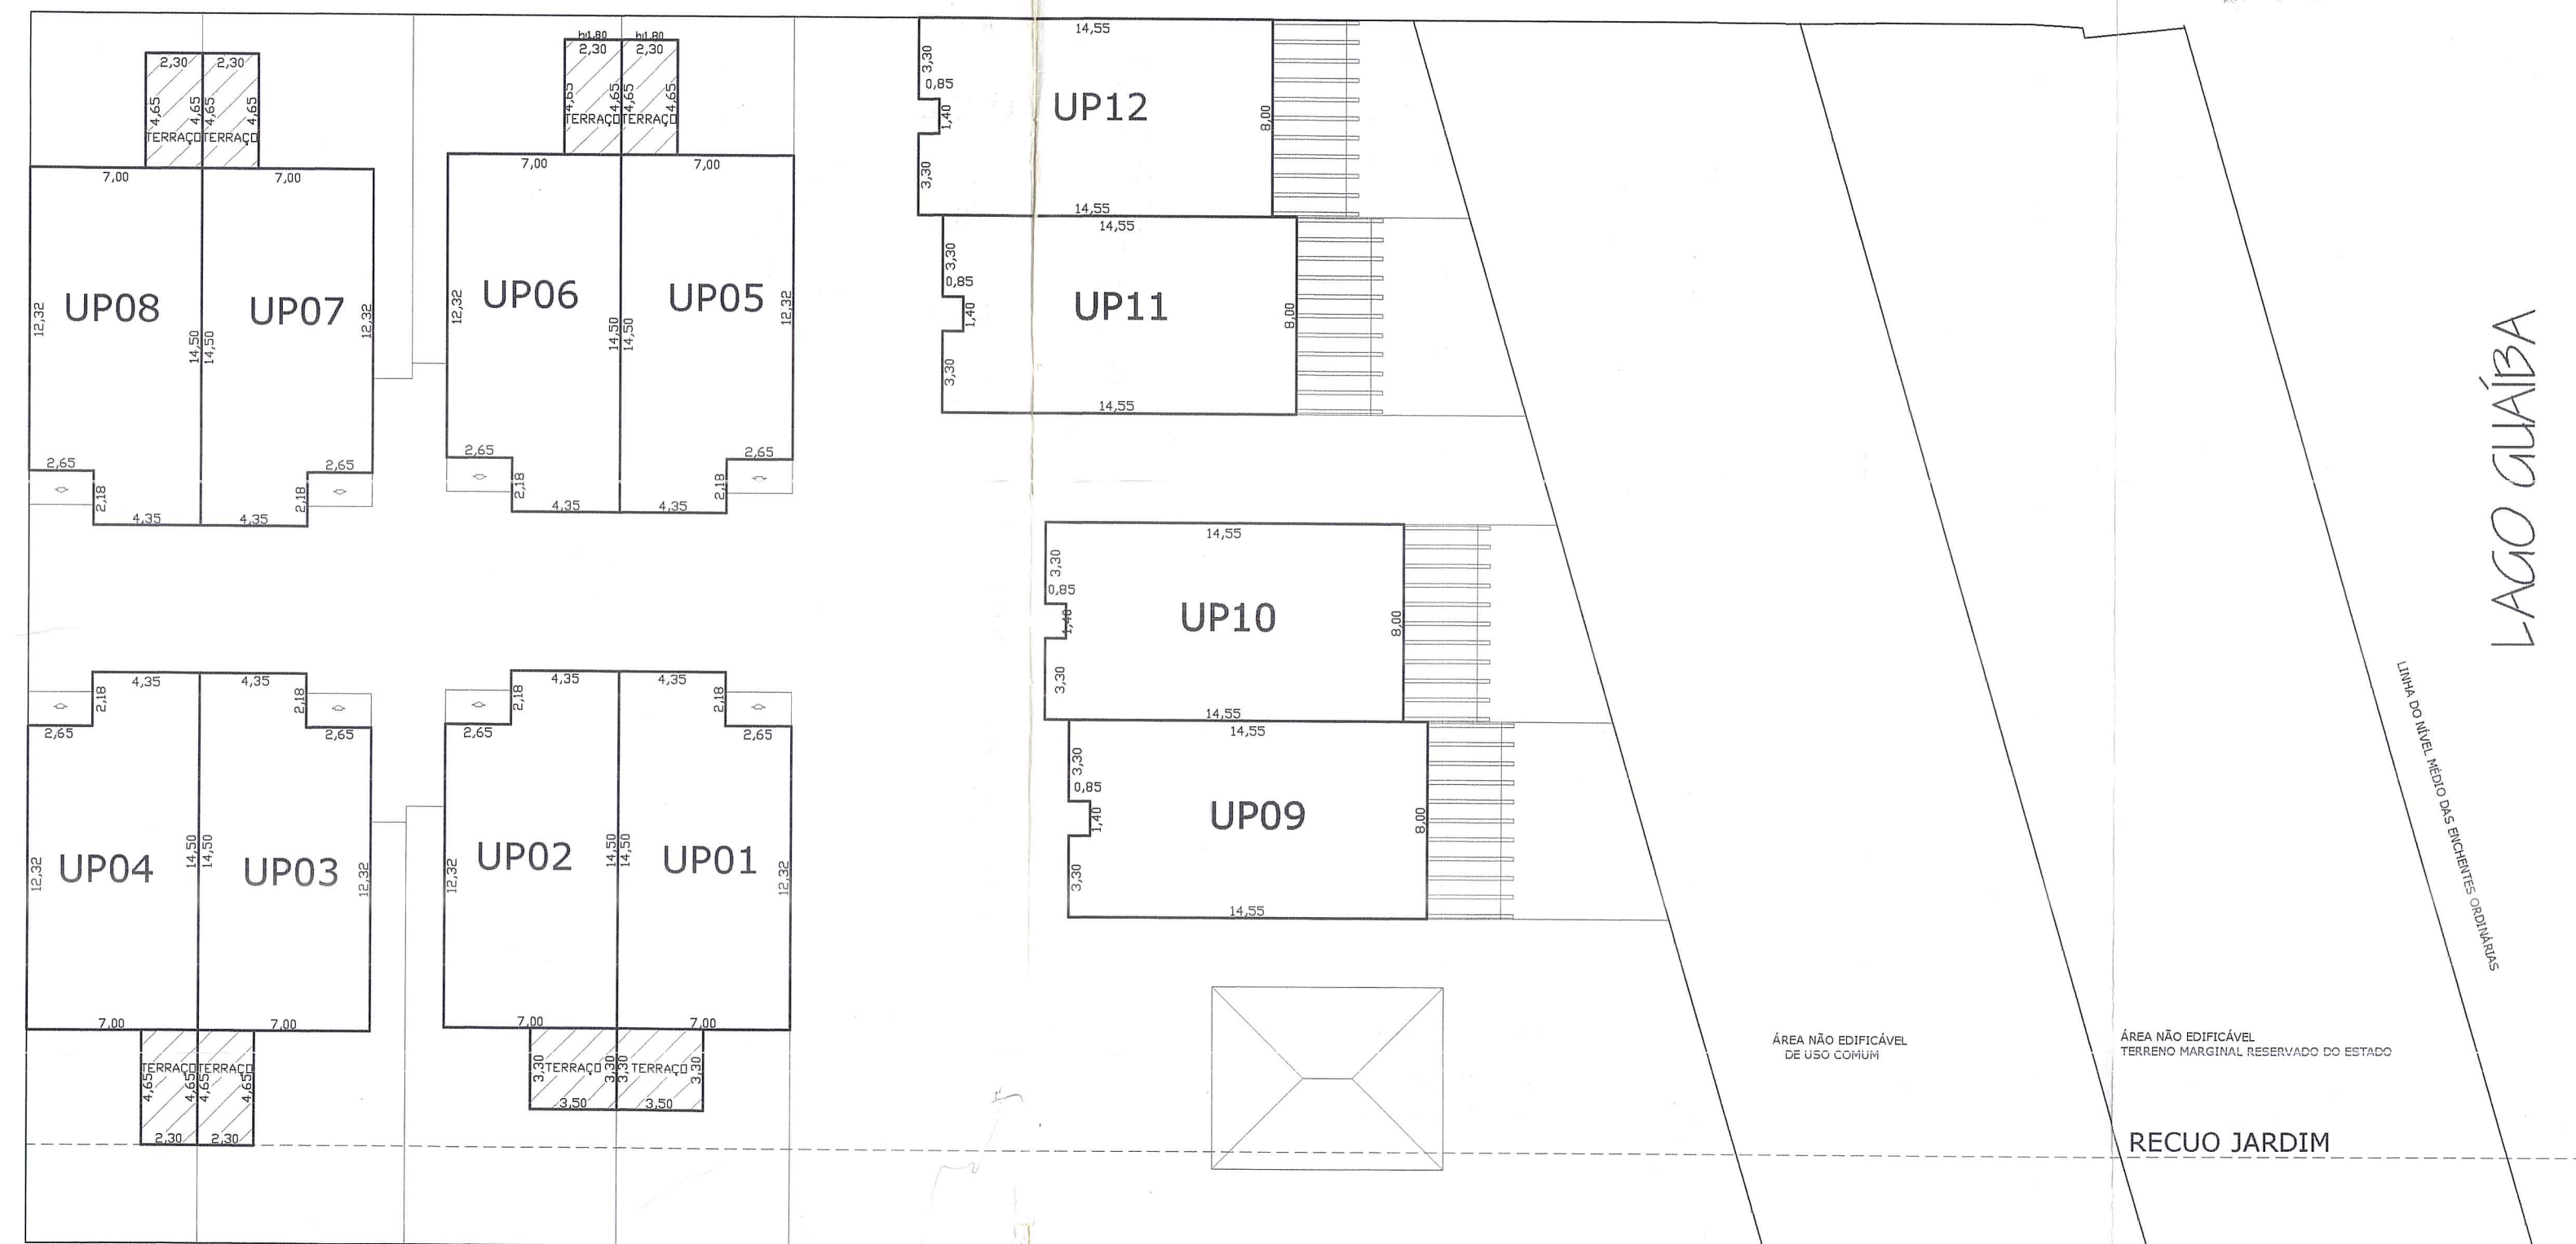 h:1.80 h:1.80
2,30 2,30
4,65 4,65 4,65 4,65
TERRAÇO TERRAÇO
7,00 7,00
12,32 UP06 UP05 12,32
14,50 14,50
2,65 2,65
2,18 2,18
4,35 4,35
2,30 2,30
4,65 4,65 4,65 4,65
TERRAÇO TERRAÇO
7,00 7,00
12,32 UP08 UP07 12,32
14,50 14,50
2,65 2,65
2,18 2,18
4,35 4,35
14,55
3,30
0,85
1,40
UP12
8,00
3,30
14,55
14,55
3,30
0,85
1,40
UP11
8,00
3,30
14,55
14,55
3,30
0,85
1,40
UP10
8,00
3,30
14,55
14,55
3,30
0,85
1,40
UP09
8,00
3,30
14,55
4,35 4,35
2,18 2,18
2,65 2,65
14,50 14,50
12,32 UP04 UP03 12,32
7,00 7,00
TERRAÇO TERRAÇO
4,65 4,65 4,65 4,65
2,30 2,30
4,35 4,35
2,18 2,18
2,65 2,65
14,50 14,50
12,32 UP02 UP01 12,32
7,00 7,00
3,30 TERRAÇO 3,30 3,30 TERRAÇO 3,30
3,50 3,50
LAGO GUAÍBA
LINHA DO NÍVEL MÉDIO DAS ENCHENTES ORDINÁRIAS
ÁREA NÃO EDIFICÁVEL
DE USO COMUM
ÁREA NÃO EDIFICÁVEL
TERRENO MARGINAL RESERVADO DO ESTADO
RECUO JARDIM